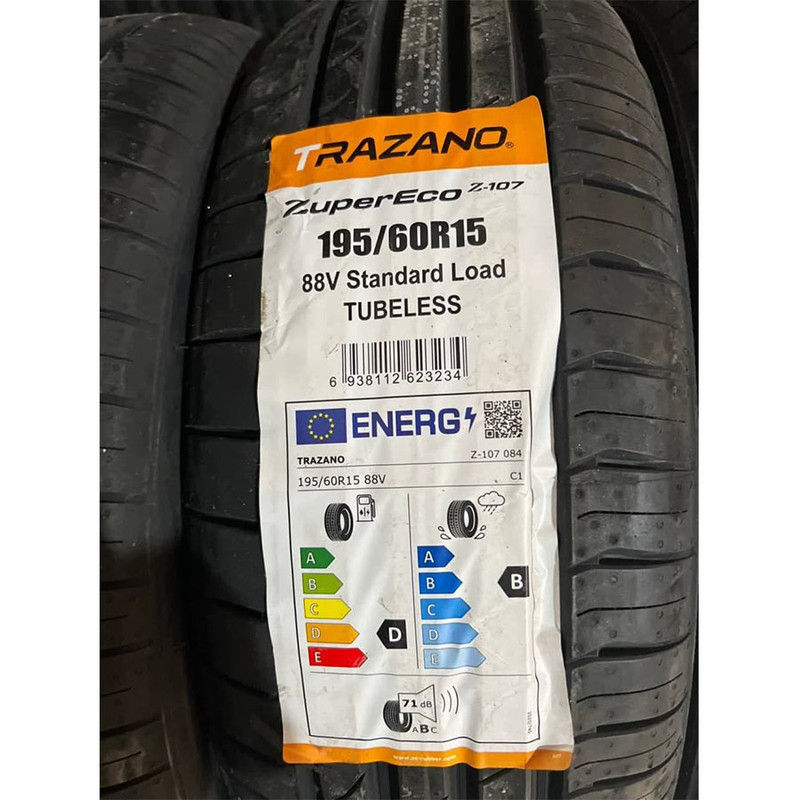 TRAZANO®
ZuperEco Z-107
195/60R15
88V Standard Load
TUBELESS
6 938112 623234
ENERG
TRAZANO Z-107 084
195/60R15 88V C1
A A
B B B
C C
D D D
E E
71 dB
ABC